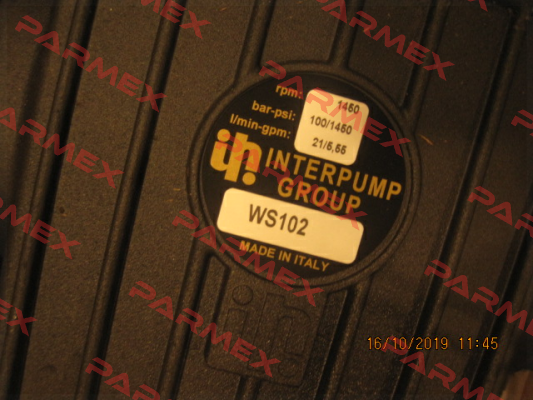 rpm: 1450
bar-psi: 100/1450
l/min-gpm: 21/5,55
INTERPUMP
GROUP
WS102
MADE IN ITALY
16/10/2019 11:45
PARMEX